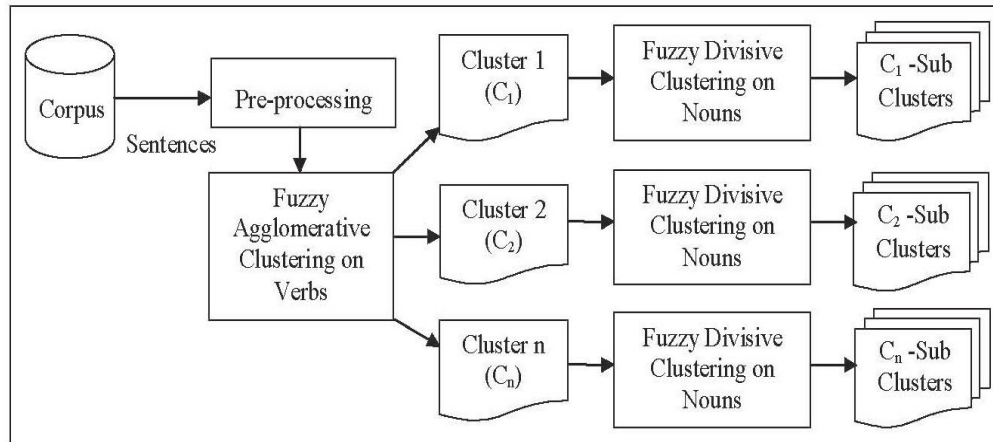 Corpus
Sentences
Pre-processing
Fuzzy
Agglomerative
Clustering on
Verbs
Cluster 1
(C₁)
Fuzzy Divisive
Clustering on
Nouns
C₁ -Sub
Clusters
Cluster 2
(C₂)
Fuzzy Divisive
Clustering on
Nouns
C₂ -Sub
Clusters
Cluster n
(Cₙ)
Fuzzy Divisive
Clustering on
Nouns
Cₙ -Sub
Clusters